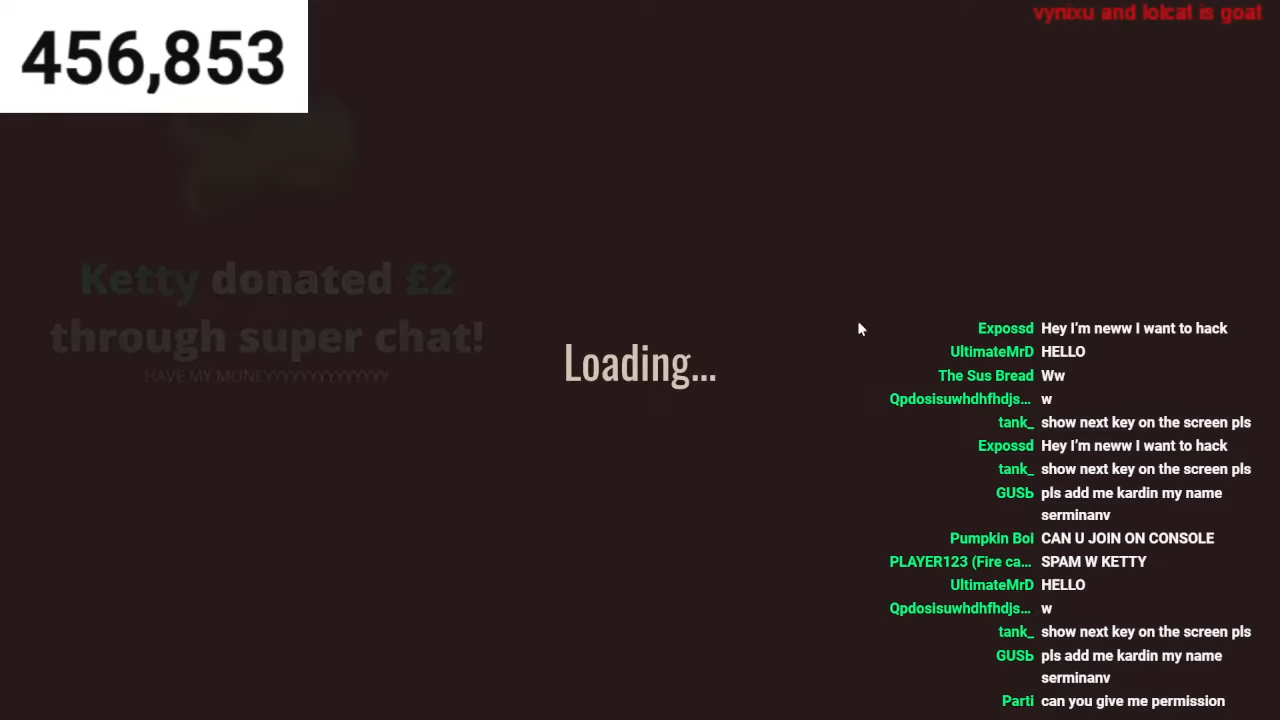 456,853
vynixu and lolcat is goat
Ketty donated £2
through super chat!
HAVE MY MONEYYYYYYYYYYYYYY
Loading...
Expossd Hey I’m neww I want to hack
UltimateMrD HELLO
The Sus Bread Ww
Qpdosisuwhdhfhdjs... w
tank_ show next key on the screen pls
Expossd Hey I’m neww I want to hack
tank_ show next key on the screen pls
GUSЬ pls add me kardin my name
serminanv
Pumpkin Boi CAN U JOIN ON CONSOLE
PLAYER123 (Fire ca... SPAM W KETTY
UltimateMrD HELLO
Qpdosisuwhdhfhdjs... w
tank_ show next key on the screen pls
GUSЬ pls add me kardin my name
serminanv
Parti can you give me permission